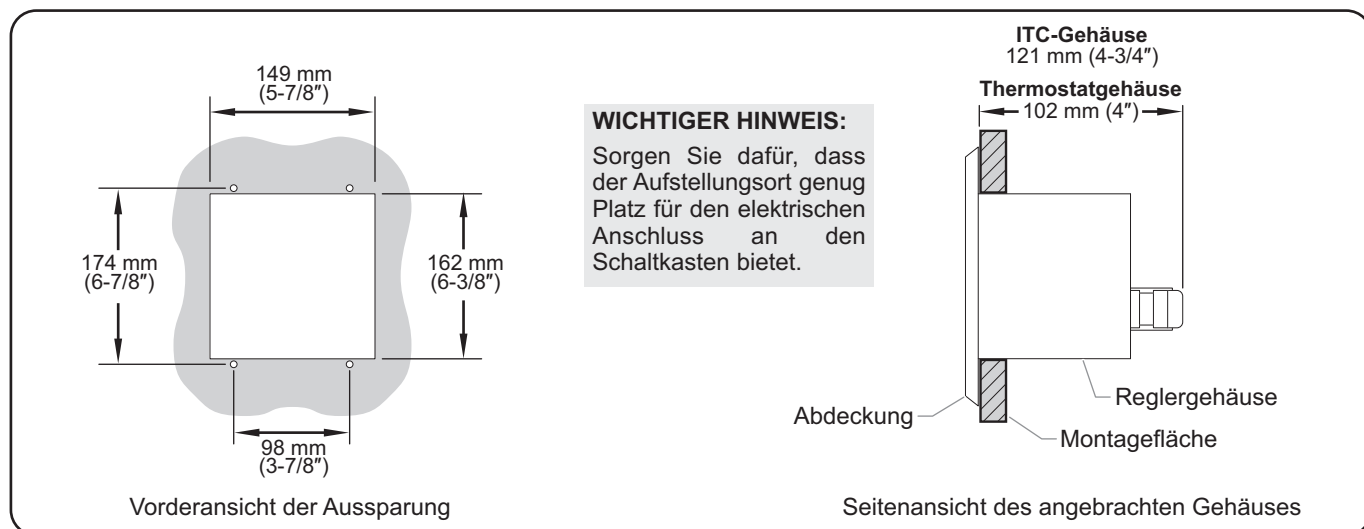 149 mm
(5-7/8″)
174 mm
(6-7/8″)
162 mm
(6-3/8″)
98 mm
(3-7/8″)
Vorderansicht der Aussparung
WICHTIGER HINWEIS:
Sorgen Sie dafür, dass
der Aufstellungsort genug
Platz für den elektrischen
Anschluss an den
Schaltkasten bietet.
ITC-Gehäuse
121 mm (4-3/4″)
Thermostatgehäuse
102 mm (4″)
Abdeckung
Reglergehäuse
Montagefläche
Seitenansicht des angebrachten Gehäuses